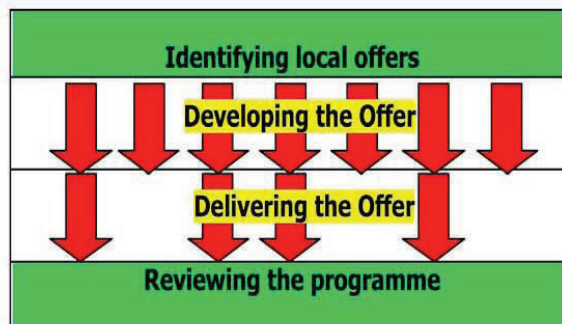 Identifying local offers
Developing the Offer
Delivering the Offer
Reviewing the programme